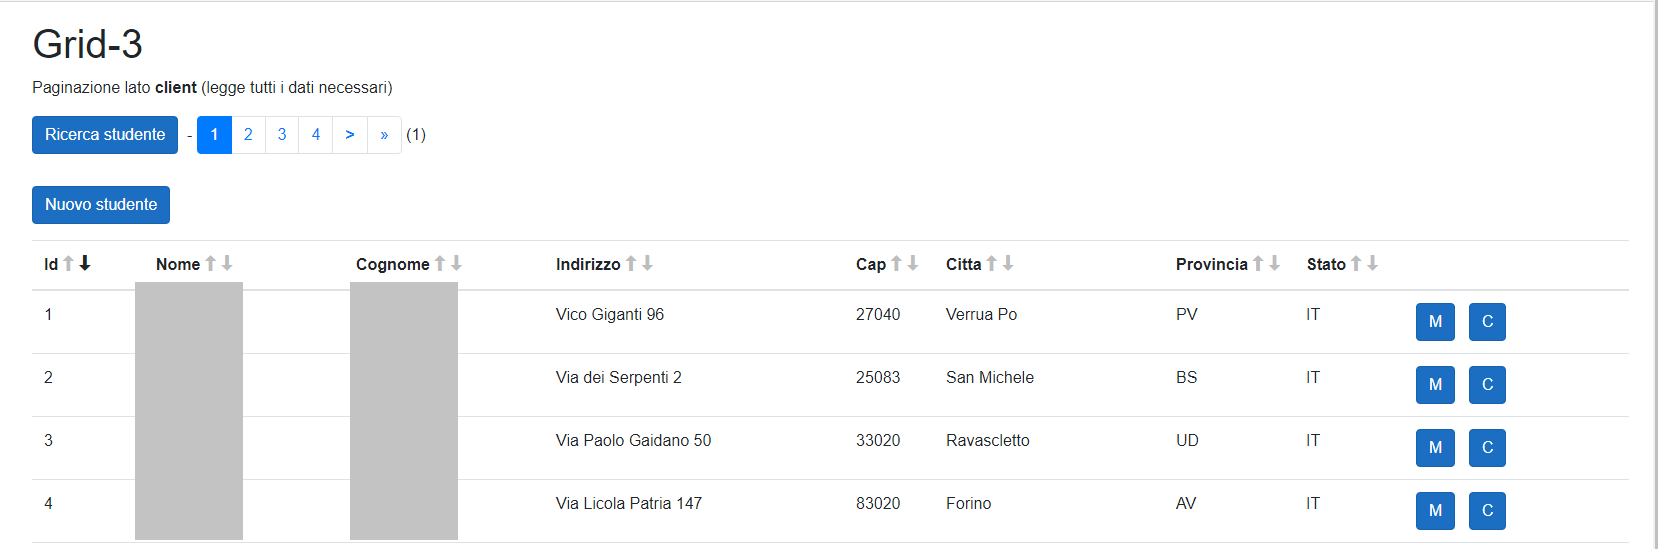 Grid-3
Paginazione lato client (legge tutti i dati necessari)
Ricerca studente - 1 2 3 4 > » (1)
Nuovo studente
Id Nome Cognome Indirizzo Cap Citta Provincia Stato
1 Vico Giganti 96 27040 Verrua Po PV IT M C
2 Via dei Serpenti 2 25083 San Michele BS IT M C
3 Via Paolo Gaidano 50 33020 Ravascletto UD IT M C
4 Via Licola Patria 147 83020 Forino AV IT M C